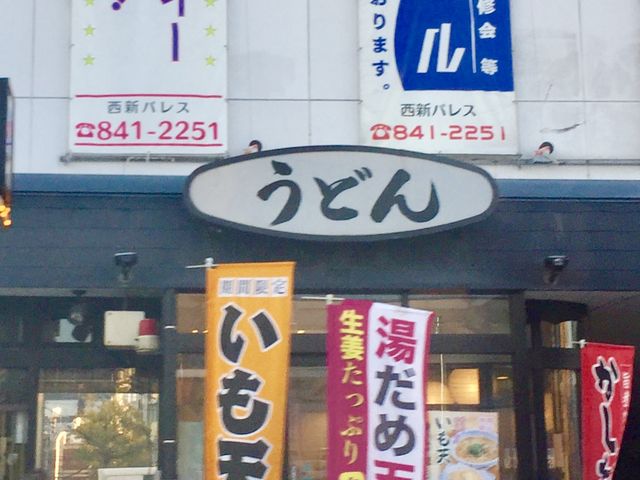 ー
西新パレス
☎841-2251
おります。
ル
修会等
西新パレス
☎841-2251
うどん
期間限定
いも天
生姜たっぷり
湯だめ天
いも天
かし